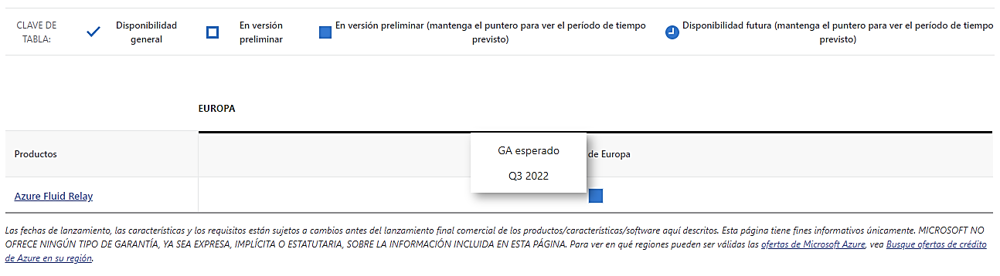 CLAVE DE
TABLA:
Disponibilidad
general
En versión
preliminar
En versión preliminar (mantenga el puntero para ver el período de tiempo
previsto)
Disponibilidad futura (mantenga el puntero para ver el período de tiempo
previsto)
EUROPA
Productos
GA esperado
Q3 2022
de Europa
Azure Fluid Relay
Las fechas de lanzamiento, las características y los requisitos están sujetos a cambios antes del lanzamiento final comercial de los productos/características/software aquí descritos. Esta página tiene fines informativos únicamente. MICROSOFT NO
OFRECE NINGÚN TIPO DE GARANTÍA, YA SEA EXPRESA, IMPLÍCITA O ESTATUTARIA, SOBRE LA INFORMACIÓN INCLUIDA EN ESTA PÁGINA. Para ver en qué regiones pueden ser válidas las ofertas de Microsoft Azure, vea Busque ofertas de crédito
de Azure en su región.